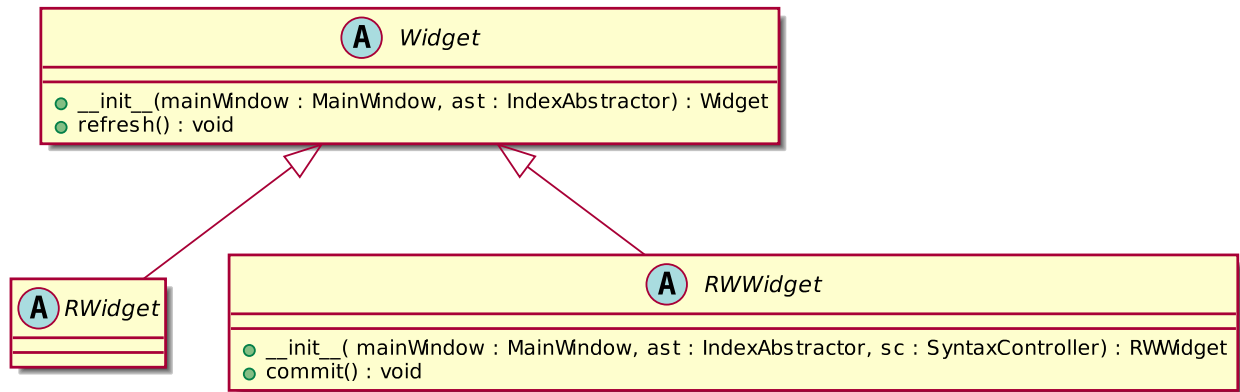 A Widget
__init__(mainWindow : MainWindow, ast : IndexAbstractor) : Widget
refresh() : void
A RWidget
A RWWidget
__init__( mainWindow : MainWindow, ast : IndexAbstractor, sc : SyntaxController) : RWWidget
commit() : void